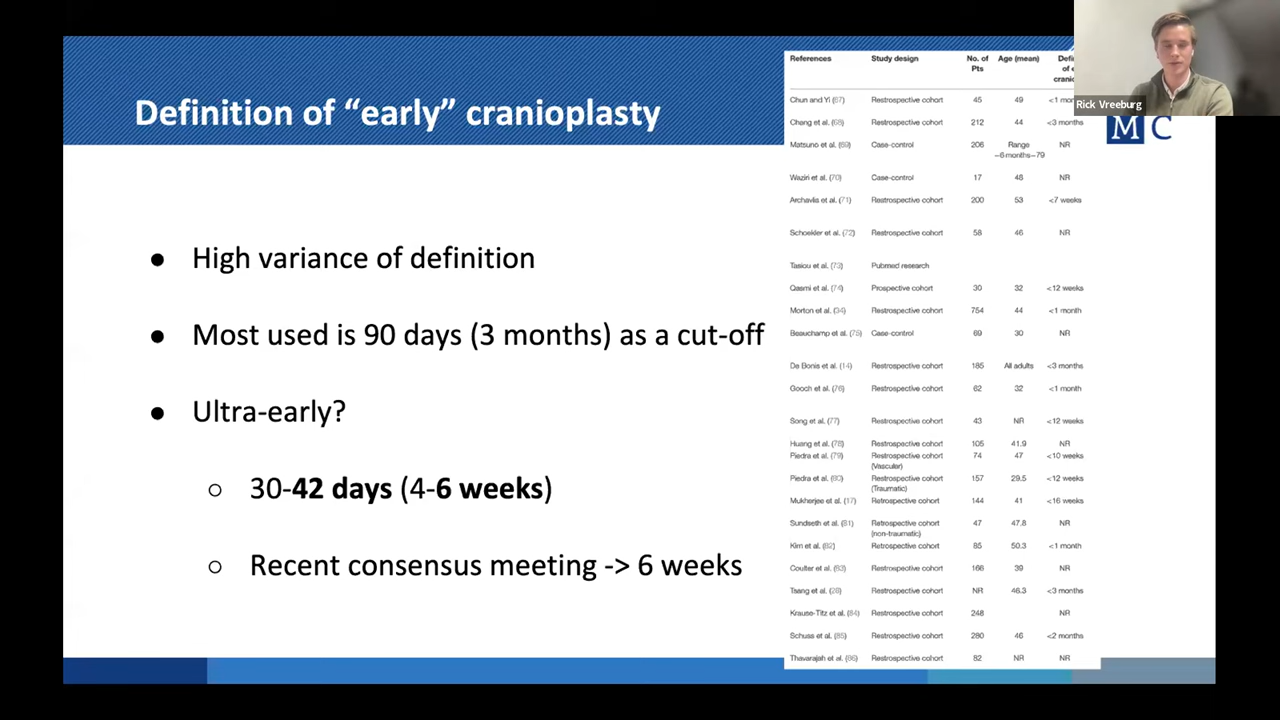 Definition of “early” cranioplasty
● High variance of definition
● Most used is 90 days (3 months) as a cut-off
● Ultra-early?
○ 30-42 days (4-6 weeks)
○ Recent consensus meeting -> 6 weeks
References Study design No. of Pts Age (mean)
Chun and Yi (67) Restrospective cohort 45 49
Chang et al. (68) Restrospective cohort 212 44 <3 months
Matsuno et al. (69) Case-control 206 Range NR
−6 months−79
Waziri et al. (70) Case-control 17 48 NR
Archavlis et al. (71) Restrospective cohort 200 53 <7 weeks
Schoekler et al. (72) Restrospective cohort 58 46 NR
Tasiou et al. (73) Pubmed research
Qasmi et al. (74) Prospective cohort 30 32 <12 weeks
Morton et al. (34) Restrospective cohort 754 44 <1 month
Beauchamp et al. (75) Case-control 69 30 NR
De Bonis et al. (14) Restrospective cohort 185 All adults <3 months
Gooch et al. (76) Restrospective cohort 62 32 <1 month
Song et al. (77) Restrospective cohort 43 NR <12 weeks
Huang et al. (78) Restrospective cohort 105 41.9 NR
Piedra et al. (79) Restrospective cohort 74 47 <10 weeks
(Vascular)
Piedra et al. (80) Restrospective cohort 157 29.5 <12 weeks
(Traumatic)
Mukherjee et al. (17) Retrospective cohort 144 41 <16 weeks
Sundseth et al. (81) Retrospective cohort 47 47.8 NR
(non-traumatic)
Kim et al. (82) Retrospective cohort 85 50.3 <1 month
Coulter et al. (83) Restrospective cohort 166 39 NR
Tsang et al. Restrospective cohort NR 46.3 <3 months
Krause-Titz et al. (84) Restrospective cohort 248 NR
Schuss et al. (85) Restrospective cohort 280 46 <2 months
Thavarajah et al. (86) Restrospective cohort 82 NR NR
Rick Vreeburg
M C